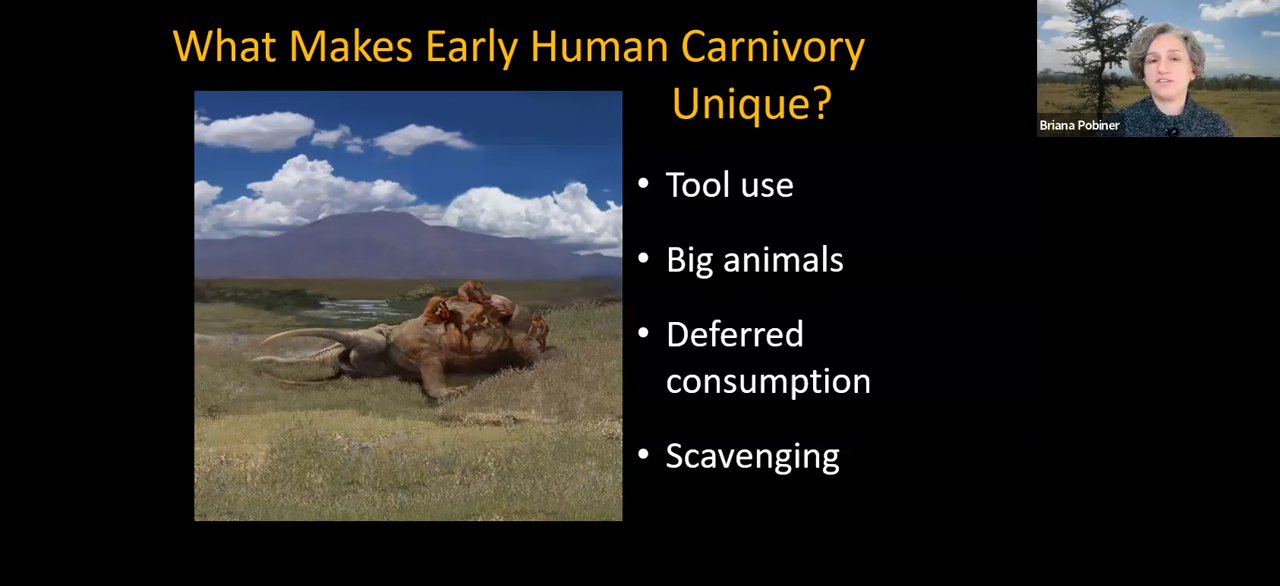 What Makes Early Human Carnivory
Unique?
• Tool use
• Big animals
• Deferred
consumption
• Scavenging
Briana Pobiner